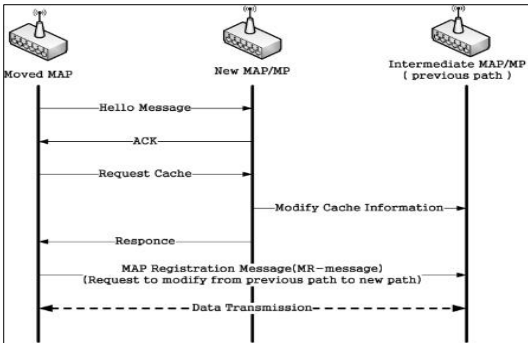 Moved MAP
New MAP/MP
Intermediate MAP/MP
( previous path )
Hello Message
ACK
Request Cache
Modify Cache Information
Responce
MAP Registration Message(MR-message)
(Request to modify from previous path to new path)
Data Transmission